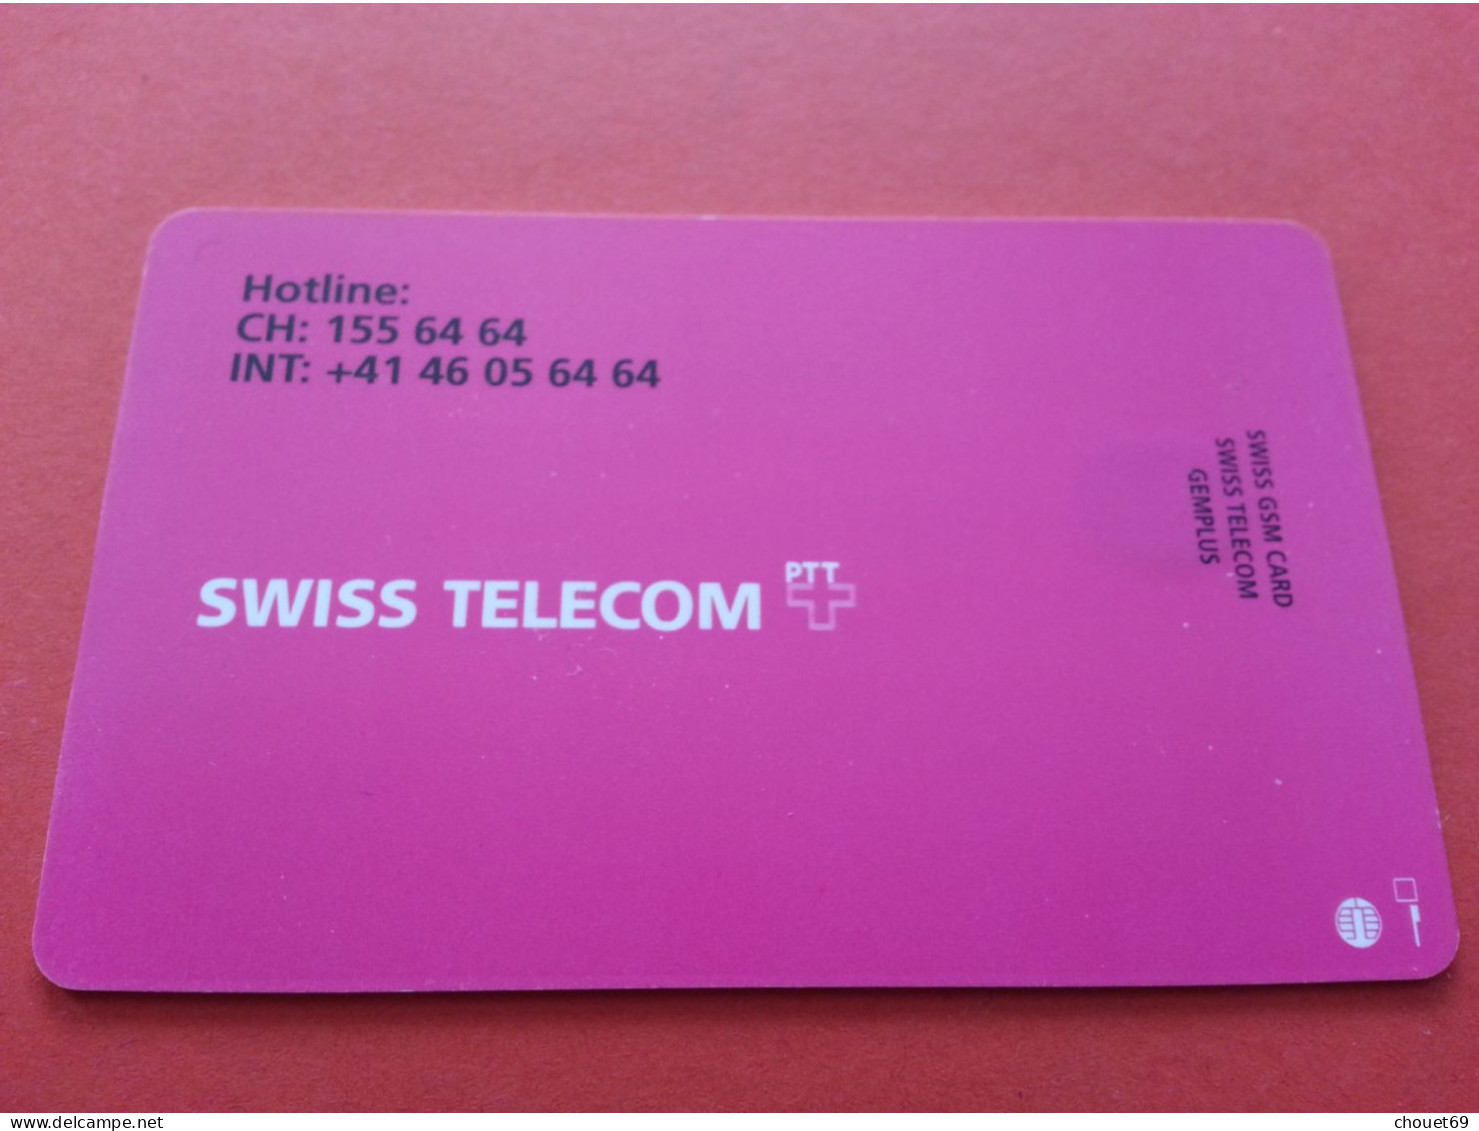 Hotline:
CH: 155 64 64
INT: +41 46 05 64 64
SWISS TELECOM PTT
SWISS GSM CARD
SWISS TELECOM
GEMPLUS
www.delcampe.net
chouet69